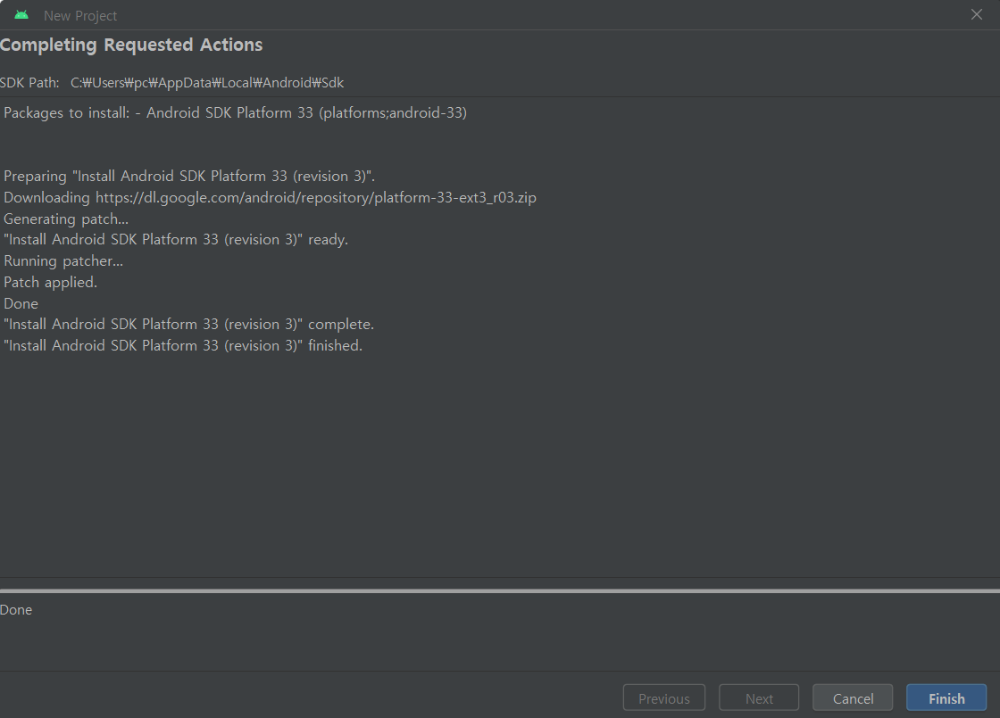 New Project
Completing Requested Actions
SDK Path: C:₩Users₩pc₩AppData₩Local₩Android₩Sdk
Packages to install: - Android SDK Platform 33 (platforms;android-33)
Preparing "Install Android SDK Platform 33 (revision 3)".
Downloading https://dl.google.com/android/repository/platform-33-ext3_r03.zip
Generating patch...
"Install Android SDK Platform 33 (revision 3)" ready.
Running patcher...
Patch applied.
Done
"Install Android SDK Platform 33 (revision 3)" complete.
"Install Android SDK Platform 33 (revision 3)" finished.
Done
Previous Next Cancel Finish